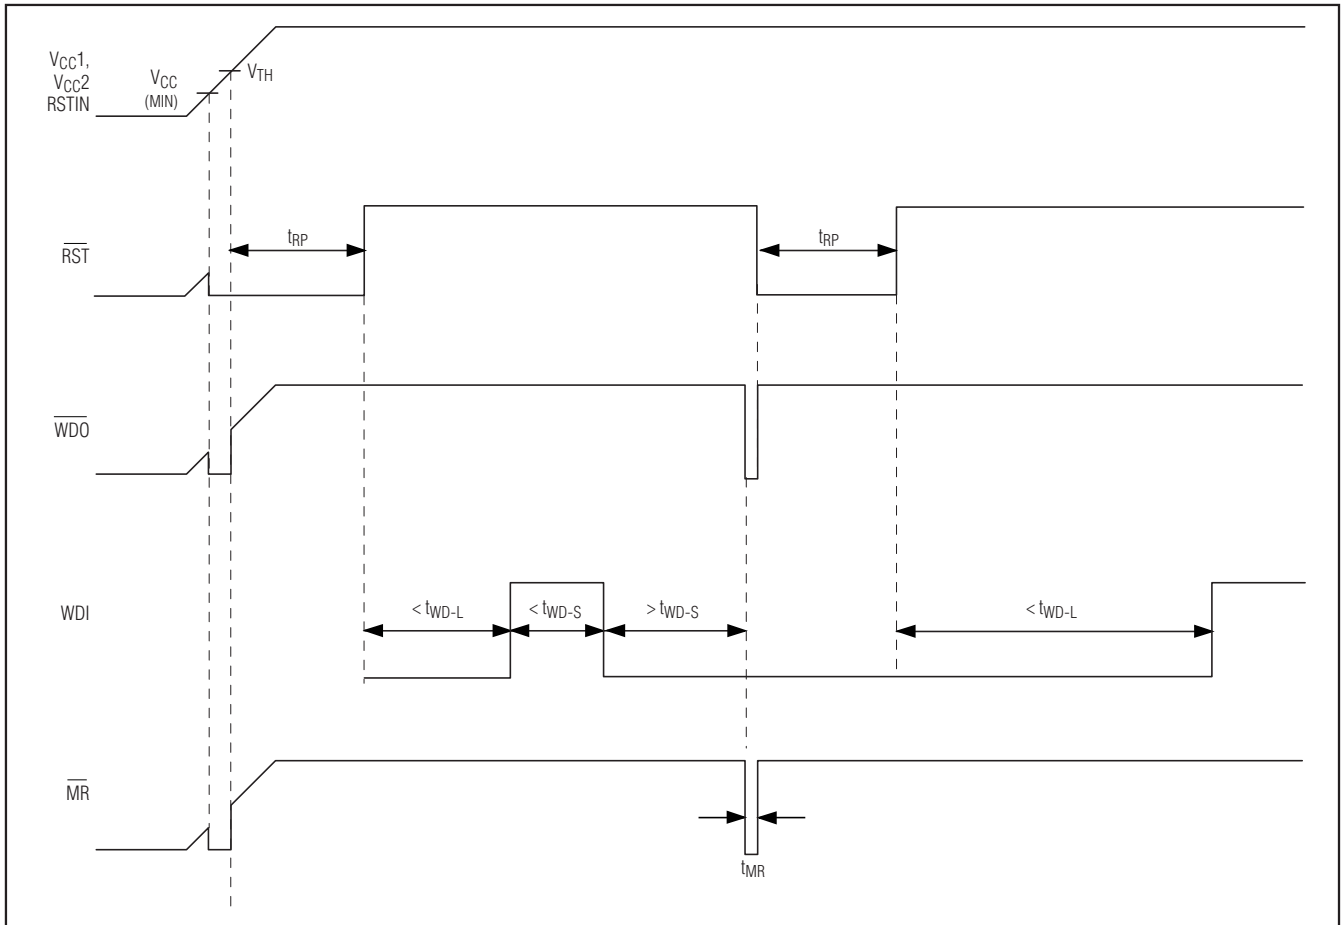 VCC1,
VCC2
RSTIN
VCC
(MIN)
VTH
RST
tRP
tRP
WDO
WDI
< tWD-L
< tWD-S
> tWD-S
< tWD-L
MR
tMR